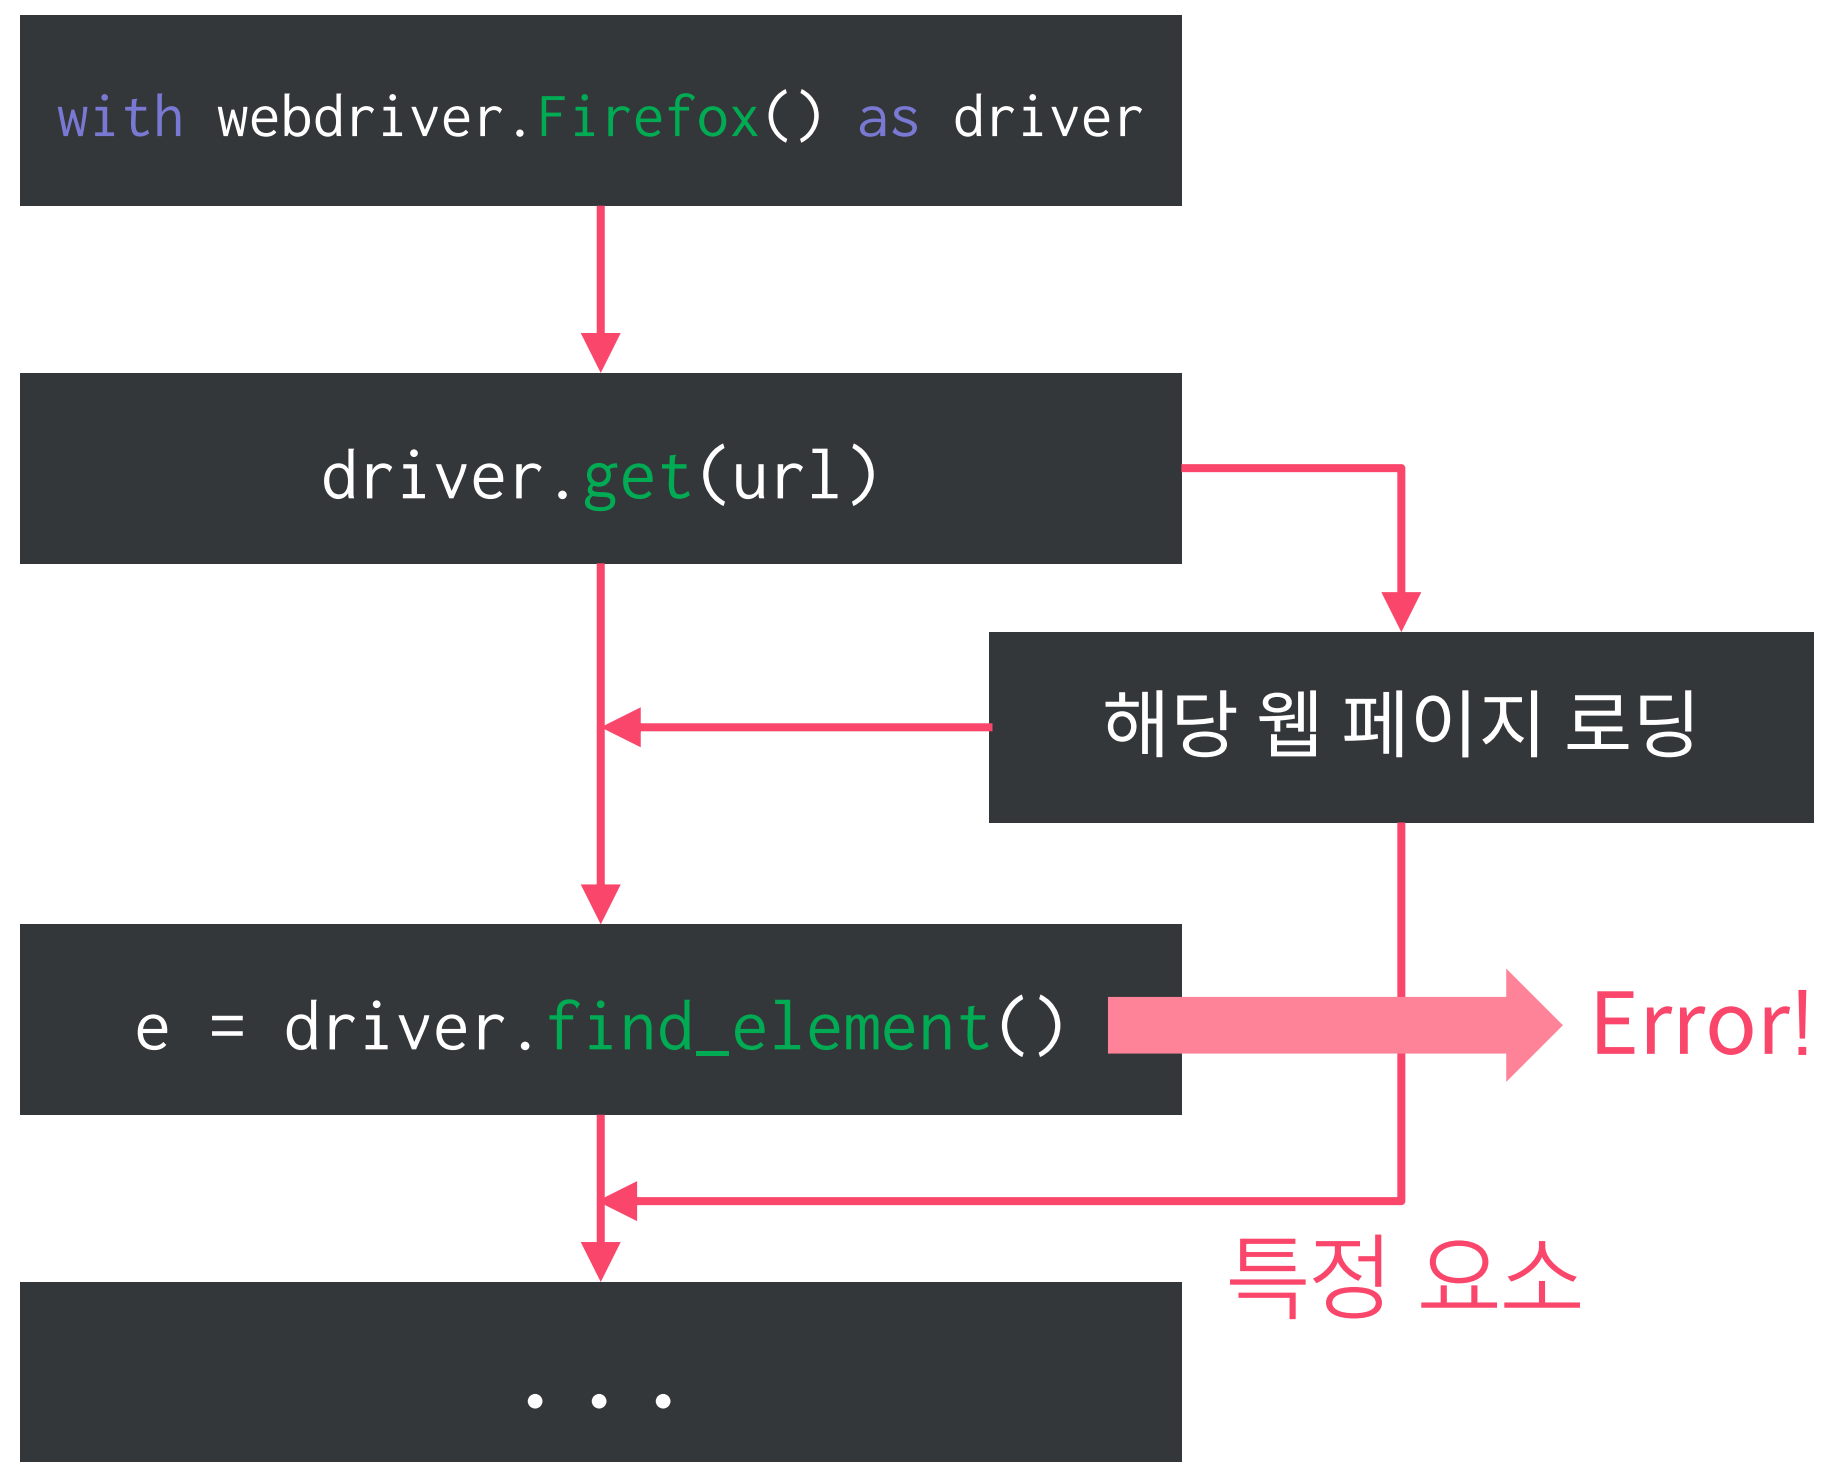 with webdriver.Firefox() as driver
driver.get(url)
해당 웹 페이지 로딩
e = driver.find_element()
Error!
특정 요소
...